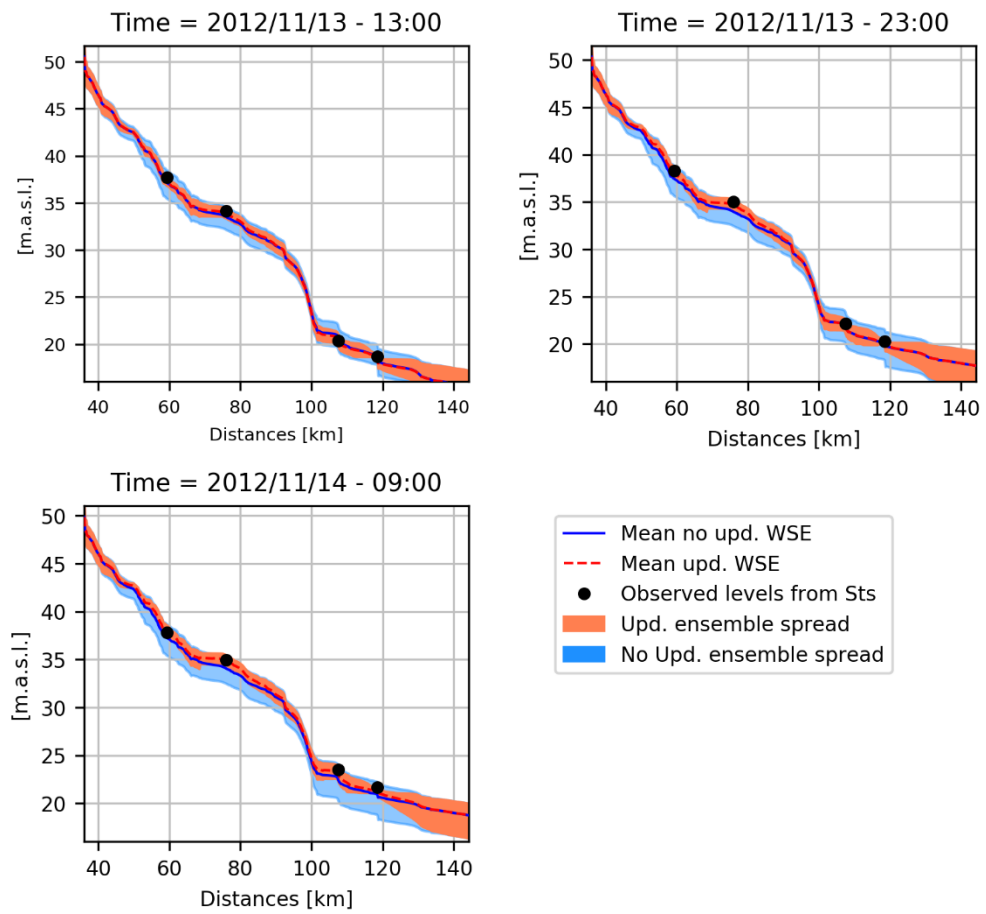 Time = 2012/11/13 - 13:00
[m.a.s.l.]
50
45
40
35
30
25
20
40 60 80 100 120 140
Distances [km]
Time = 2012/11/13 - 23:00
[m.a.s.l.]
50
45
40
35
30
25
20
40 60 80 100 120 140
Distances [km]
Time = 2012/11/14 - 09:00
[m.a.s.l.]
50
45
40
35
30
25
20
40 60 80 100 120 140
Distances [km]
Mean no upd. WSE
Mean upd. WSE
Observed levels from Sts
Upd. ensemble spread
No Upd. ensemble spread